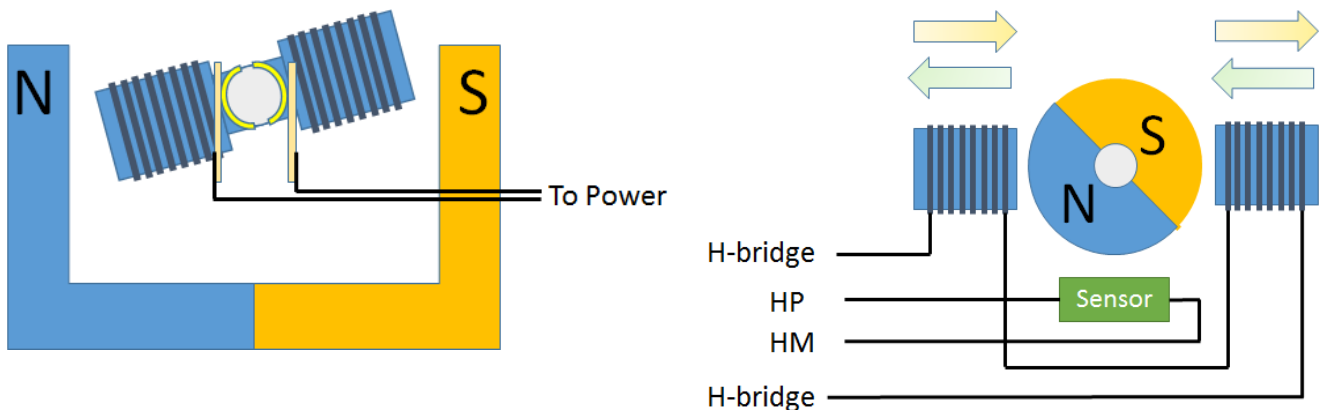 N
S
To Power
S
N
H-bridge
HP
Sensor
HM
H-bridge